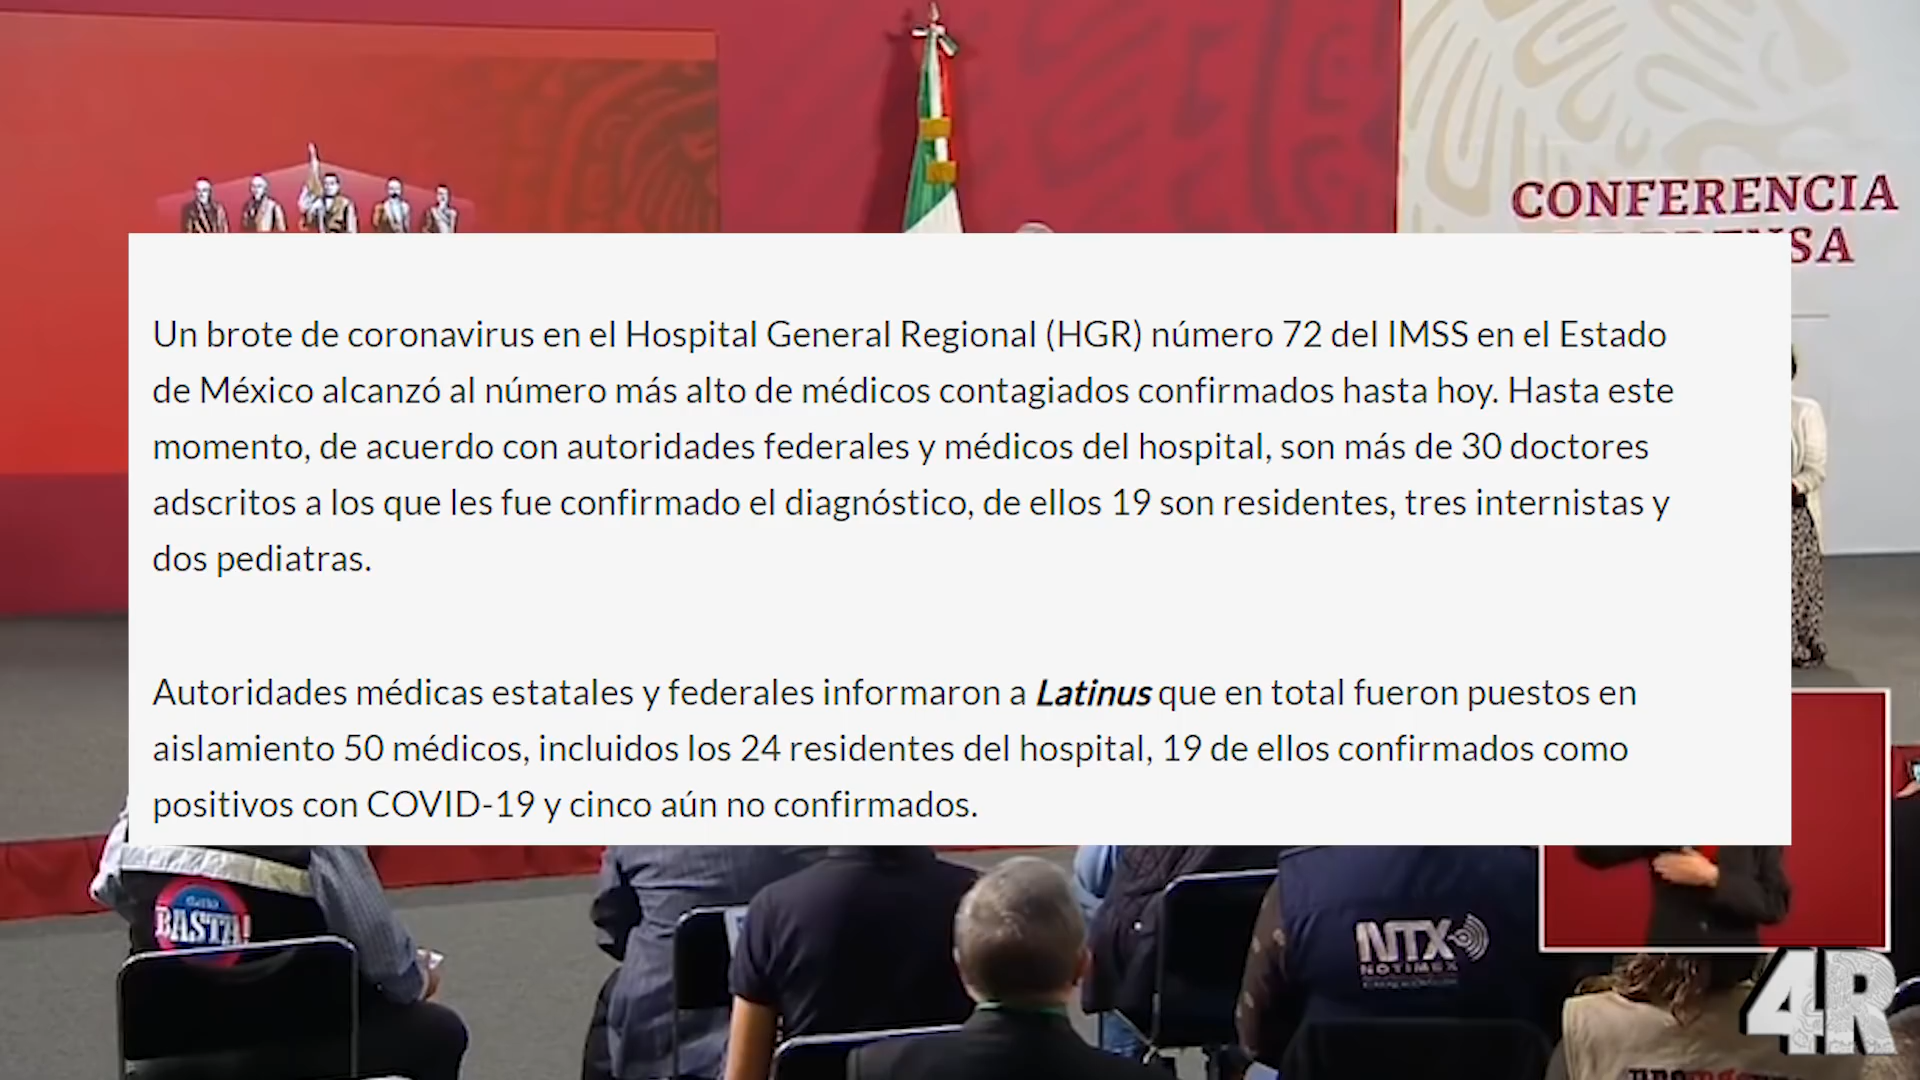 CONFERENCIA
Un brote de coronavirus en el Hospital General Regional (HGR) número 72 del IMSS en el Estado
de México alcanzó al número más alto de médicos contagiados confirmados hasta hoy. Hasta este
momento, de acuerdo con autoridades federales y médicos del hospital, son más de 30 doctores
adscritos a los que les fue confirmado el diagnóstico, de ellos 19 son residentes, tres internistas y
dos pediatras.
Autoridades médicas estatales y federales informaron a Latinus que en total fueron puestos en
aislamiento 50 médicos, incluidos los 24 residentes del hospital, 19 de ellos confirmados como
positivos con COVID-19 y cinco aún no confirmados.
BASTA!
NTX
NOTIMEX
4R